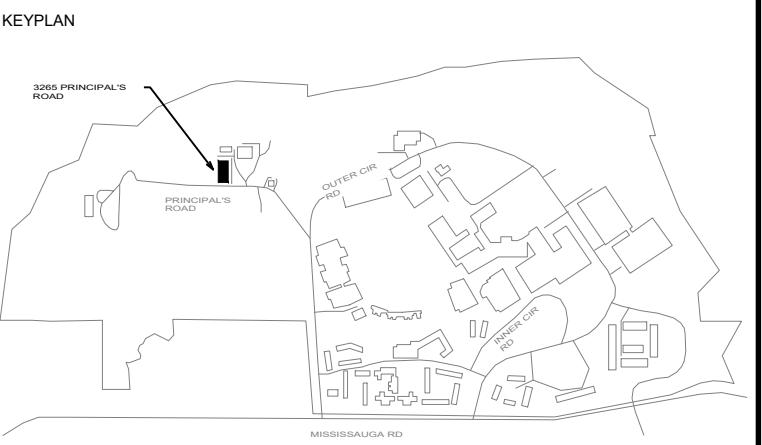 KEYPLAN
3265 PRINCIPAL'S
ROAD
OUTER CIR
RD
PRINCIPAL'S
ROAD
INNER CIR
RD
MISSISSAUGA RD